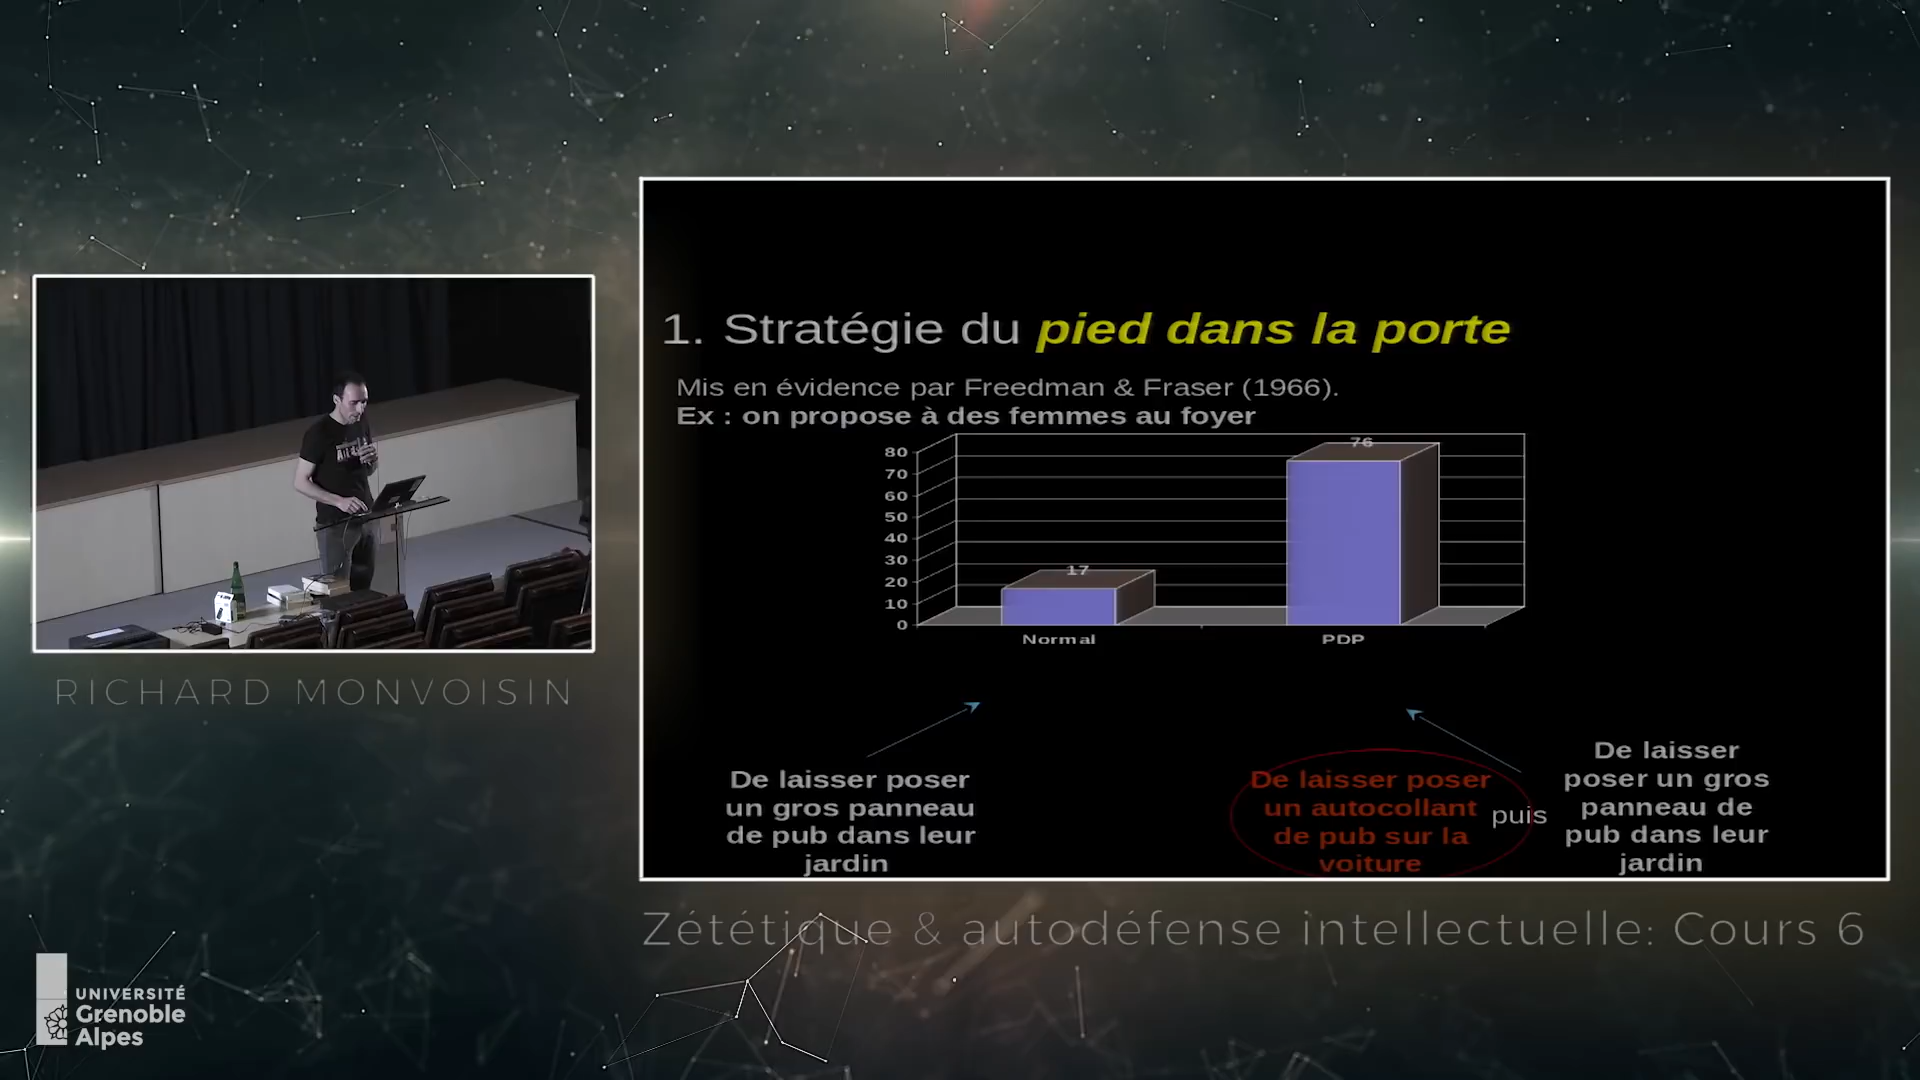 1. Stratégie du pied dans la porte
Mis en évidence par Freedman & Fraser (1966).
Ex : on propose à des femmes au foyer
80
70
60
50
40
30
20
10
0
17
76
Normal
PDP
De laisser poser
un gros panneau
de pub dans leur
jardin
De laisser poser
un autocollant
de pub sur la
voiture
puis
De laisser
poser un gros
panneau de
pub dans leur
jardin
RICHARD MONVOISIN
Zététique & autodéfense intellectuelle: Cours 6
UNIVERSITÉ
Grenoble
Alpes